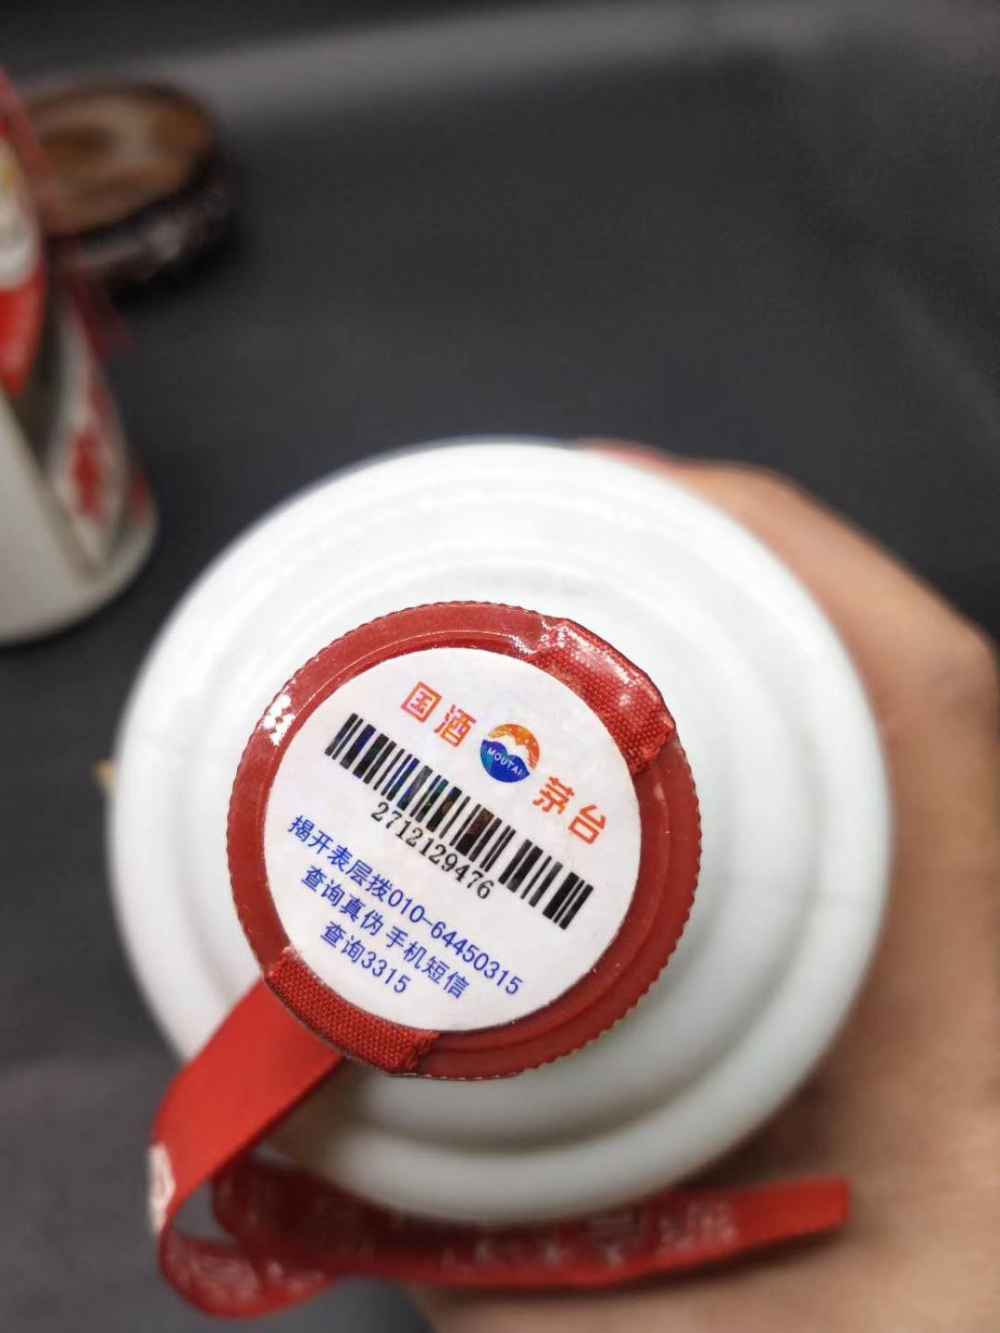 国酒 MOUTAI 茅台
2712129476
揭开表层拨010-64450315
查询真伪 手机短信
查询3315